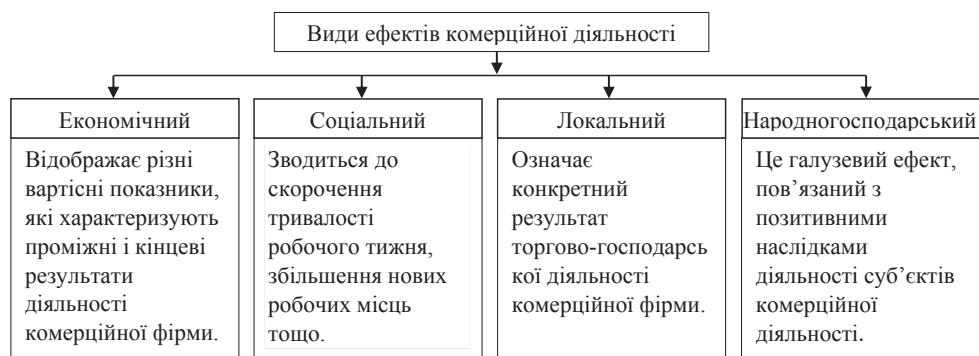 Види ефектів комерційної діяльності
Економічний
Відображає різні
вартісні показники,
які характеризують
проміжні і кінцеві
результати
діяльності
комерційної фірми.
Соціальний
Зводиться до
скорочення
тривалості
робочого тижня,
збільшення нових
робочих місць
тощо.
Локальний
Означає
конкретний
результат
торгово-господарсь
кої діяльності
комерційної фірми.
Народногосподарський
Це галузевий ефект,
пов’язаний з
позитивними
наслідками
діяльності суб’єктів
комерційної
діяльності.